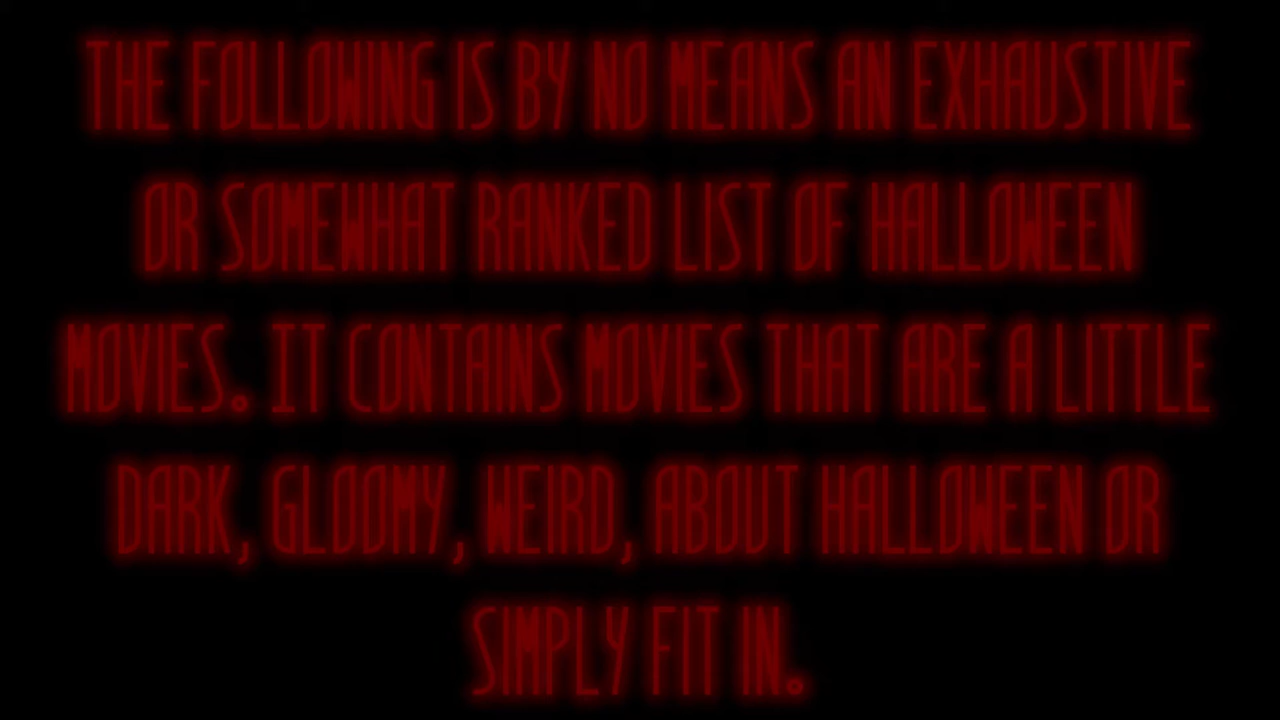 THE FOLLOWING IS BY NO MEANS AN EXHAUSTIVE
OR SOMEWHAT RANKED LIST OF HALLOWEEN
MOVIES. IT CONTAINS MOVIES THAT ARE A LITTLE
DARK, GLOOMY, WEIRD, ABOUT HALLOWEEN OR
SIMPLY FIT IN.